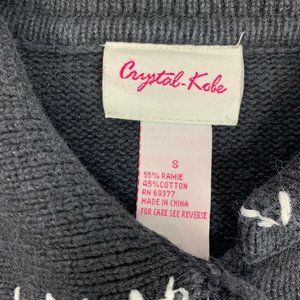 Crystal-Kobe
S
55% RAMIE
45% COTTON
RN 69377
MADE IN CHINA
FOR CARE SEE REVERSE